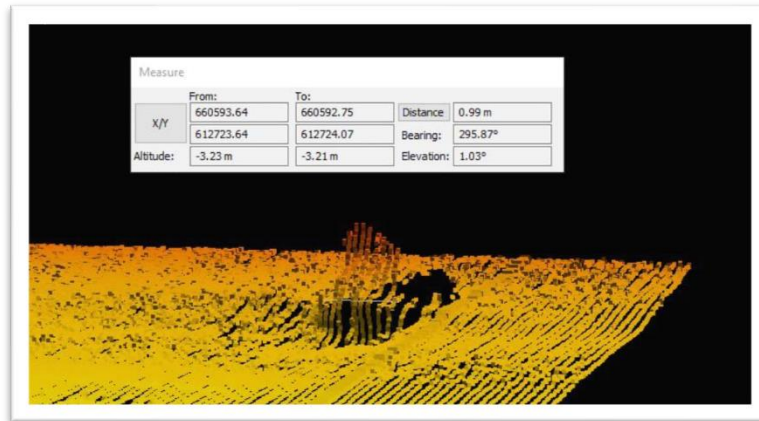 Measure
From: To:
X/Y 660593.64 660592.75 Distance 0.99 m
612723.64 612724.07 Bearing: 295.87°
Altitude: -3.23 m -3.21 m Elevation: 1.03°